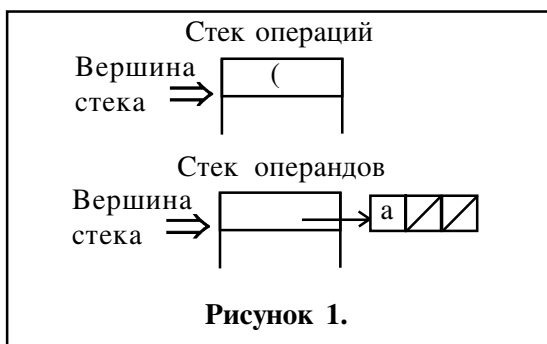 Стек операций
Вершина
стека
(
Стек операндов
Вершина
стека
a
Рисунок 1.